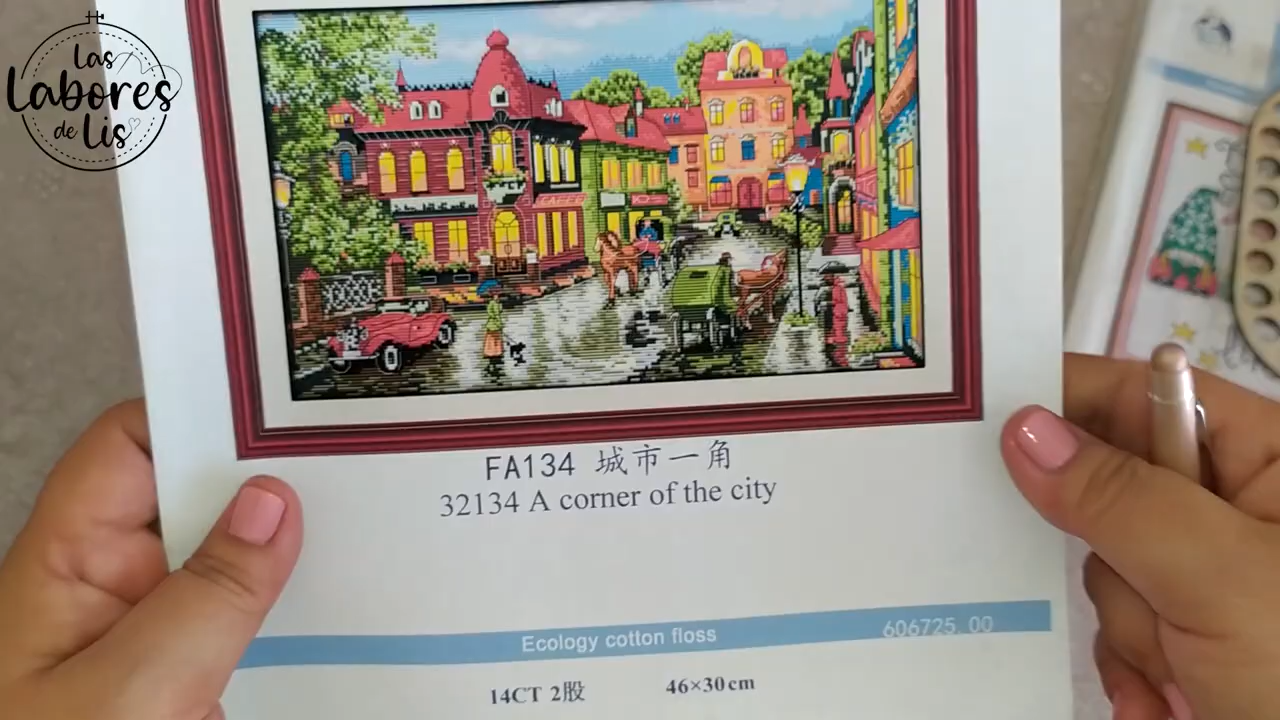 Las
Labores
de Lis
CAFE
FA134 城市一角
32134 A corner of the city
Ecology cotton floss 606725.00
14CT 2股 46×30cm